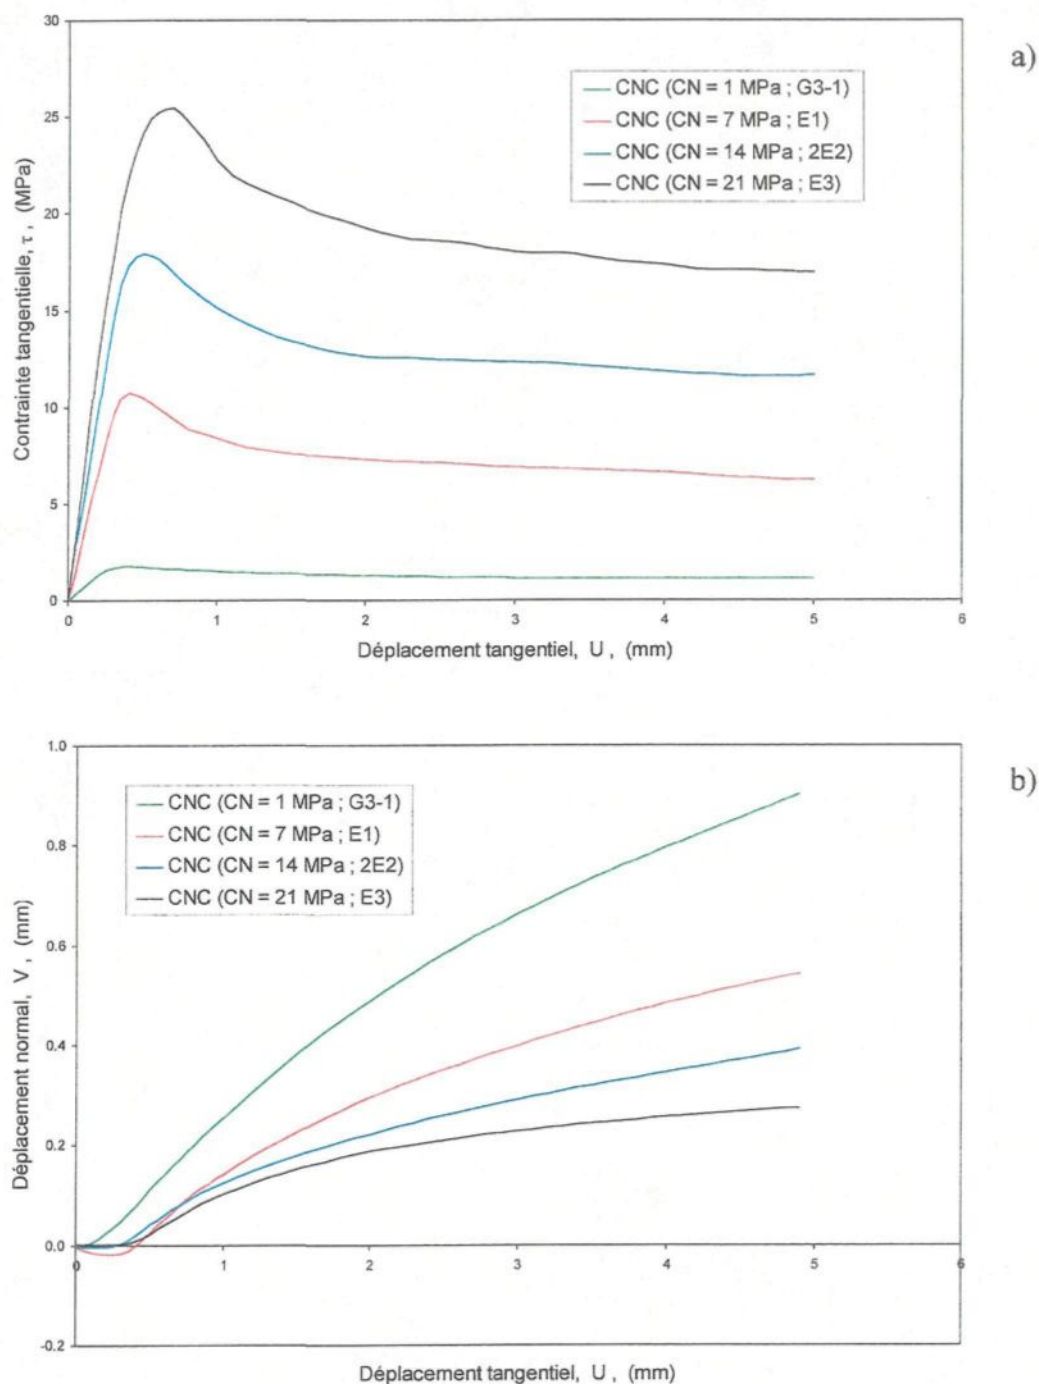 a)
30
25
20
15
10
5
0
Contrainte tangentielle, τ , (MPa)
CNC (CN = 1 MPa ; G3-1)
CNC (CN = 7 MPa ; E1)
CNC (CN = 14 MPa ; 2E2)
CNC (CN = 21 MPa ; E3)
0 1 2 3 4 5 6
Déplacement tangentiel, U , (mm)
b)
1.0
0.8
0.6
0.4
0.2
0.0
-0.2
Déplacement normal, V , (mm)
CNC (CN = 1 MPa ; G3-1)
CNC (CN = 7 MPa ; E1)
CNC (CN = 14 MPa ; 2E2)
CNC (CN = 21 MPa ; E3)
0 1 2 3 4 5 6
Déplacement tangentiel, U , (mm)